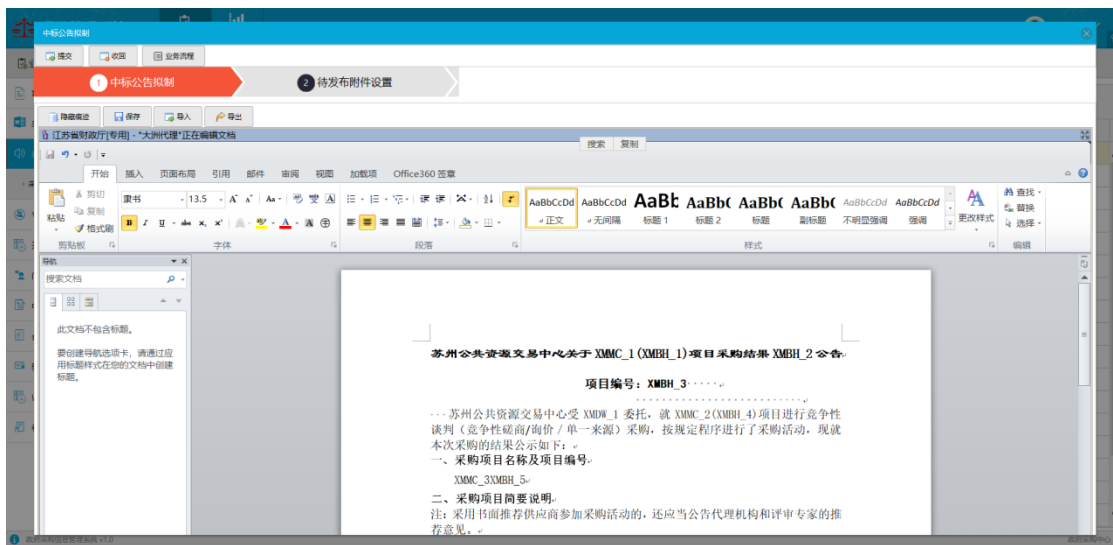 中标公告拟制
提交 收回 业务流程
1 中标公告拟制 2 待发布附件设置
隐藏痕迹 保存 导入 导出
江苏省财政厅[专用] - "大洲代理"正在编辑文档
搜索 复制
开始 插入 页面布局 引用 邮件 审阅 视图 加载项 Office360 签章
粘贴 剪切 复制 格式刷
隶书 13.5
AaBbCcDd AaBbCcDd AaBb AaBb( AaBb( AaBb( AaBbCcDd AaBbCcDd
正文 无间隔 标题 1 标题 2 标题 副标题 不明显强调 强调
更改样式
查找
替换
选择
剪贴板 字体 段落 样式 编辑
导航
搜索文档
此文档不包含标题。
要创建导航选项卡，请通过应
用标题样式在您的文档中创建
标题。
苏州公共资源交易中心关于 XMMC_1(XMBH_1)项目采购结果 XMBH_2 公告
项目编号：XMBH_3
苏州公共资源交易中心受 XMDW_1 委托，就 XMMC_2(XMBH_4)项目进行竞争性
谈判（竞争性磋商/询价/单一来源）采购，按规定程序进行了采购活动，现就
本次采购的结果公示如下：
一、采购项目名称及项目编号
XMMC_3XMBH_5
二、采购项目简要说明
注：采用书面推荐供应商参加采购活动的，还应当公告代理机构和评审专家的推
荐意见。